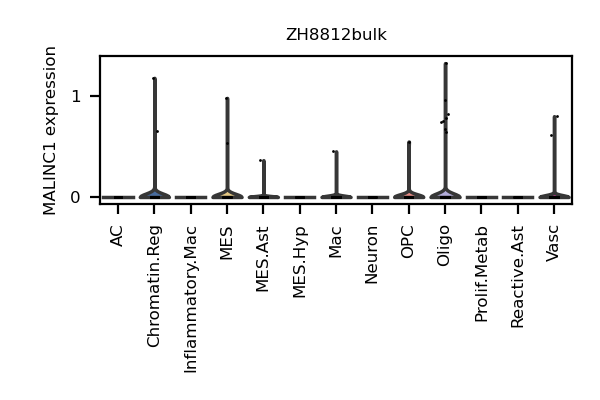 ZH8812bulk
MALINC1 expression
1
0
AC
Chromatin.Reg
Inflammatory.Mac
MES
MES.Ast
MES.Hyp
Mac
Neuron
OPC
Oligo
Prolif.Metab
Reactive.Ast
Vasc